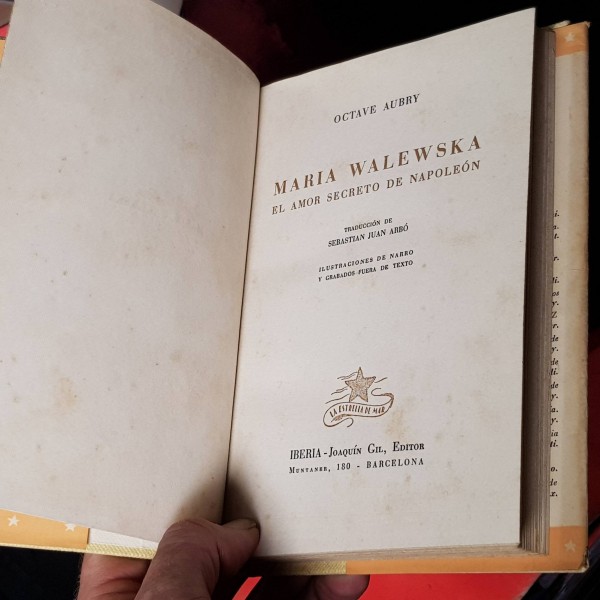 OCTAVE AUBRY
MARIA WALEWSKA
EL AMOR SECRETO DE NAPOLEÓN
TRADUCCIÓN DE
SEBASTIAN JUAN ARBÓ
ILUSTRACIONES DE NARRO
Y GRABADOS FUERA DE TEXTO
LA ESTRELLA DE MAR
IBERIA - JOAQUÍN GIL, EDITOR
MUNTANER, 180 - BARCELONA